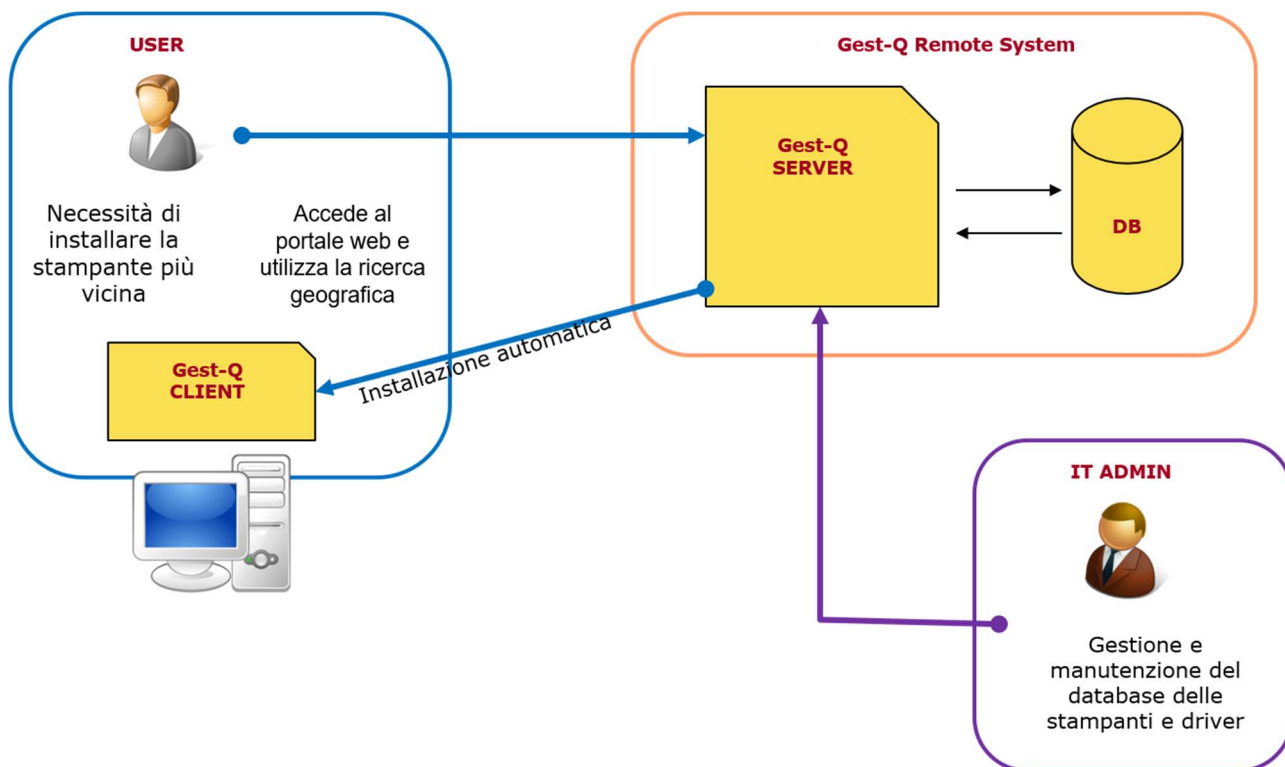 USER
Necessità di
installare la
stampante più
vicina
Accede al
portale web e
utilizza la ricerca
geografica
Gest-Q
CLIENT
Installazione automatica
Gest-Q Remote System
Gest-Q
SERVER
DB
IT ADMIN
Gestione e
manutenzione del
database delle
stampanti e driver